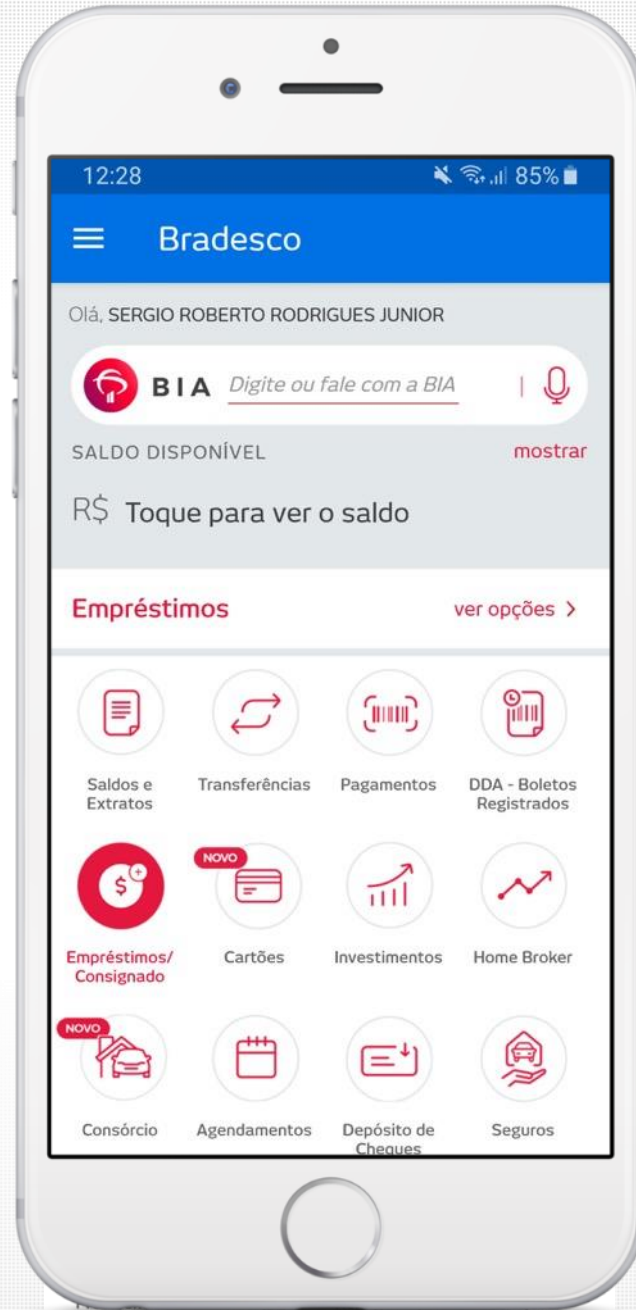 12:28
85%
Bradesco
Olá, SERGIO ROBERTO RODRIGUES JUNIOR
BIA Digite ou fale com a BIA
SALDO DISPONÍVEL mostrar
R$ Toque para ver o saldo
Empréstimos ver opções >
Saldos e Extratos
Transferências
Pagamentos
DDA - Boletos
Registrados
$
NOVO
Empréstimos/
Consignado
Cartões
Investimentos
Home Broker
NOVO
Consórcio
Agendamentos
Depósito de
Cheques
Seguros